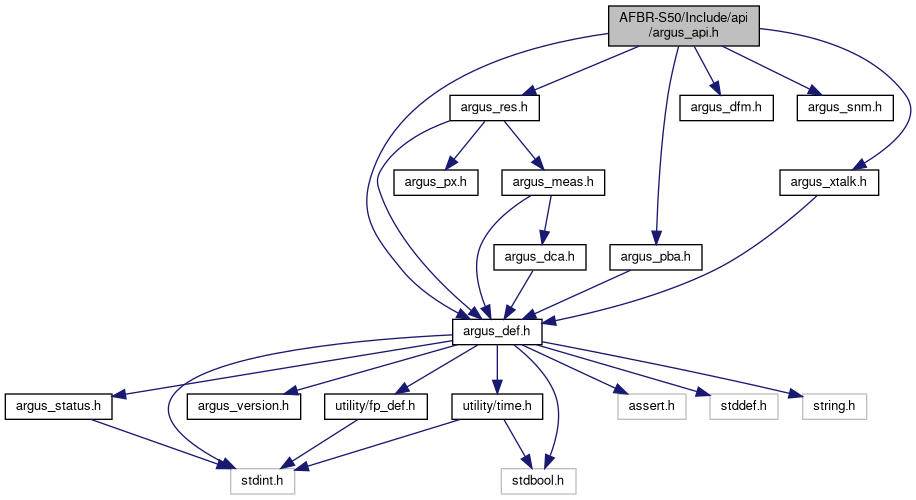 AFBR-S50/Include/api
/argus_api.h
argus_res.h
argus_dfm.h
argus_snm.h
argus_px.h
argus_meas.h
argus_xtalk.h
argus_dca.h
argus_pba.h
argus_def.h
argus_status.h
argus_version.h
utility/fp_def.h
utility/time.h
assert.h
stddef.h
string.h
stdint.h
stdbool.h